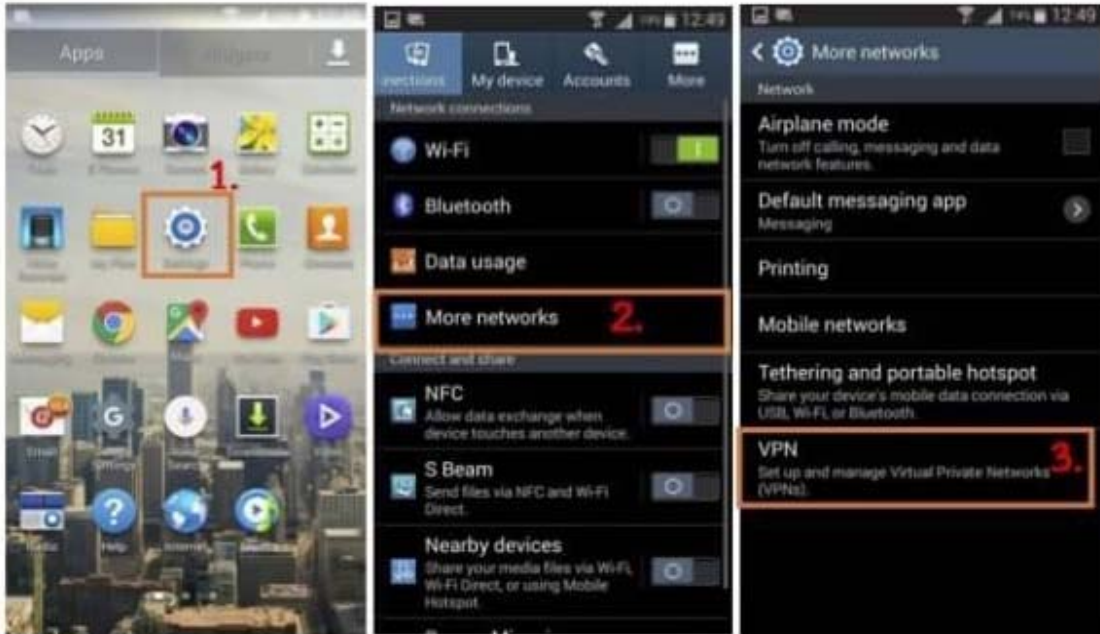 Apps
31
1.
Help
12:49
My device
Accounts
More
Network connections
Wi-Fi
Bluetooth
Data usage
More networks
2.
Connect and share
NFC
Allow data exchange when
device touches another device.
S Beam
Send files via NFC and Wi-Fi
Direct.
Nearby devices
Share your media files via Wi-Fi,
Wi-Fi Direct, or using Mobile
Hotspot.
12:49
More networks
Network
Airplane mode
Turn off calling, messaging and data
network features.
Default messaging app
Messaging
Printing
Mobile networks
Tethering and portable hotspot
Share your device's mobile data connection via
USB, Wi-Fi, or Bluetooth.
VPN
Set up and manage Virtual Private Networks
(VPNs).
3.